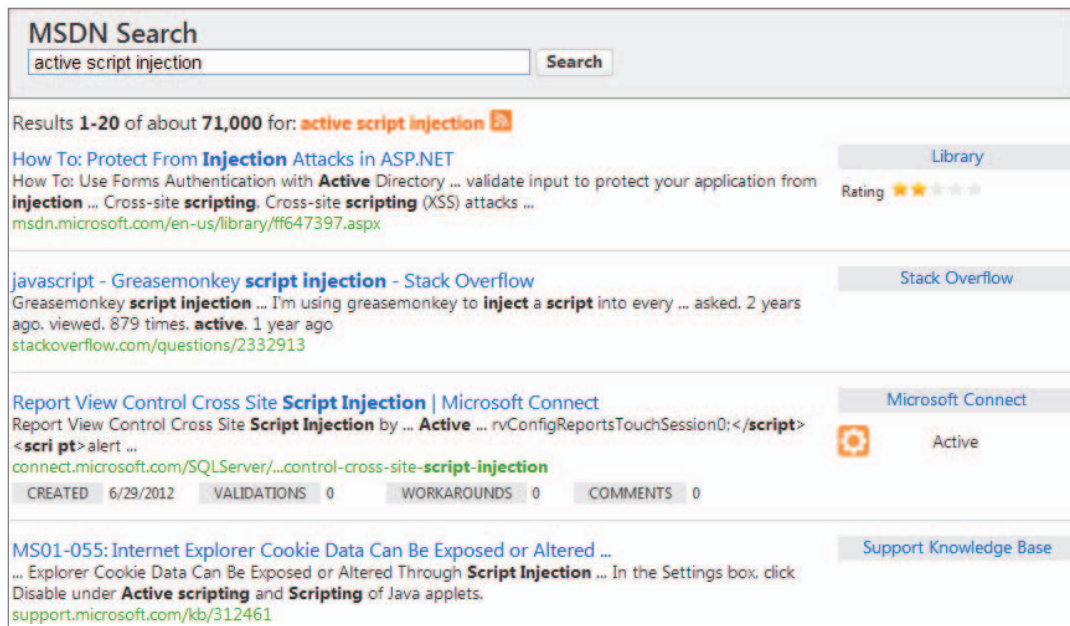 MSDN Search
active script injection
Search
Results 1-20 of about 71,000 for: active script injection
How To: Protect From Injection Attacks in ASP.NET
Library
How To: Use Forms Authentication with Active Directory ... validate input to protect your application from
Rating
injection ... Cross-site scripting. Cross-site scripting (XSS) attacks ...
msdn.microsoft.com/en-us/library/ff647397.aspx
javascript - Greasemonkey script injection - Stack Overflow
Stack Overflow
Greasemonkey script injection ... I'm using greasemonkey to inject a script into every ... asked. 2 years
ago. viewed. 879 times. active. 1 year ago
stackoverflow.com/questions/2332913
Report View Control Cross Site Script Injection | Microsoft Connect
Microsoft Connect
Report View Control Cross Site Script Injection by ... Active ... rvConfigReportsTouchSession0;</script>
<scri pt>alert ...
Active
connect.microsoft.com/SQLServer/...control-cross-site-script-injection
CREATED 6/29/2012 VALIDATIONS 0 WORKAROUNDS 0 COMMENTS 0
MS01-055: Internet Explorer Cookie Data Can Be Exposed or Altered ...
Support Knowledge Base
... Explorer Cookie Data Can Be Exposed or Altered Through Script Injection ... In the Settings box, click
Disable under Active scripting and Scripting of Java applets.
support.microsoft.com/kb/312461